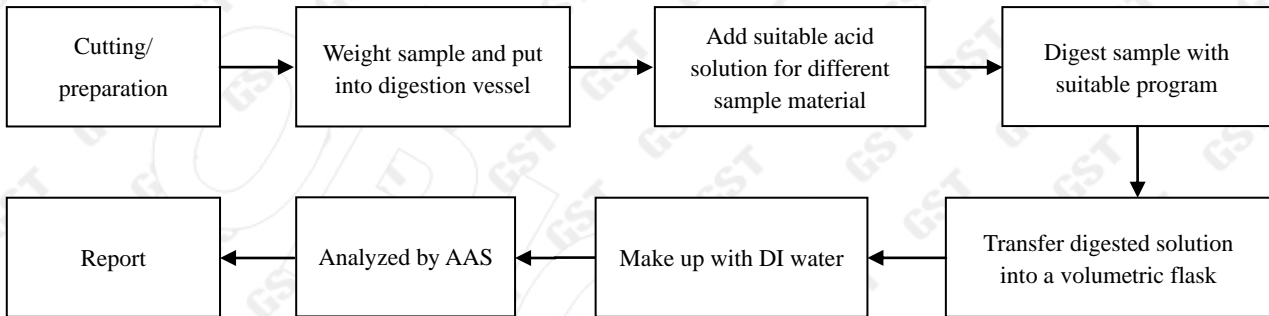 Cutting/
preparation
Weight sample and put
into digestion vessel
Add suitable acid
solution for different
sample material
Digest sample with
suitable program
Transfer digested solution
into a volumetric flask
Make up with DI water
Analyzed by AAS
Report
GST